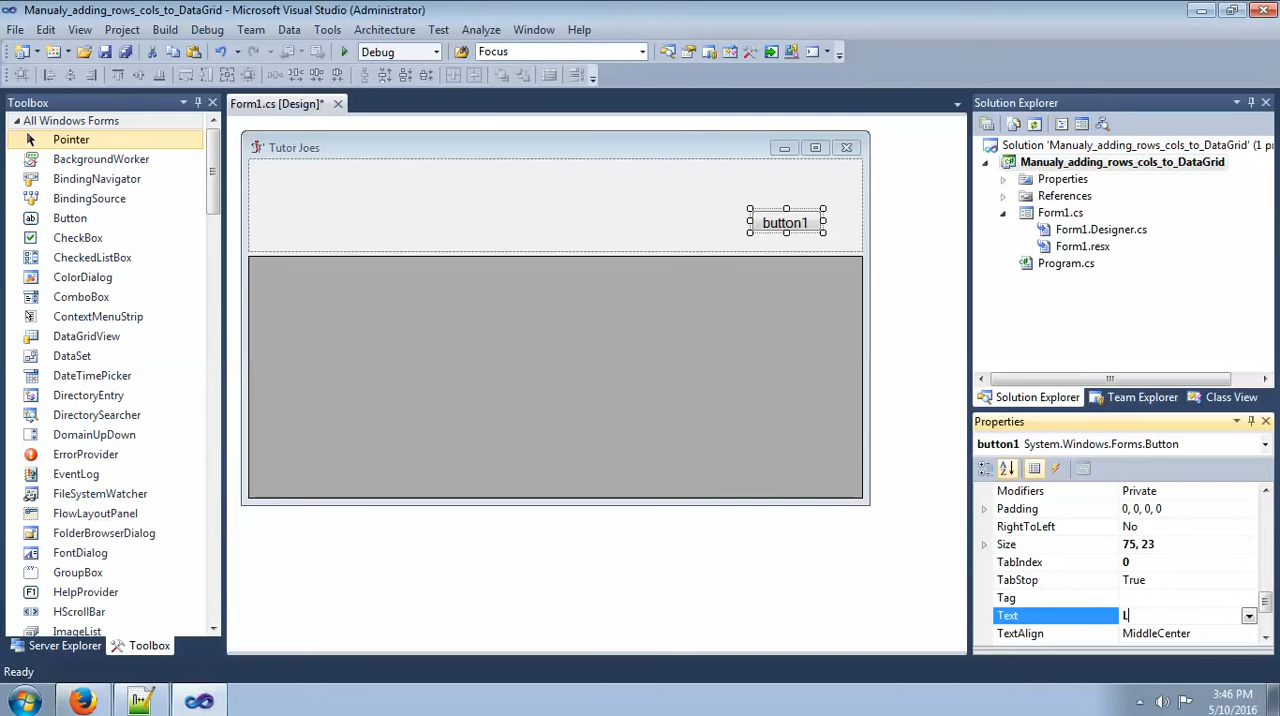 Manualy_adding_rows_cols_to_DataGrid - Microsoft Visual Studio (Administrator)
File Edit View Project Build Debug Team Data Tools Architecture Test Analyze Window Help
Debug Focus
Toolbox
All Windows Forms
Pointer
BackgroundWorker
BindingNavigator
BindingSource
Button
CheckBox
CheckedListBox
ColorDialog
ComboBox
ContextMenuStrip
DataGridView
DataSet
DateTimePicker
DirectoryEntry
DirectorySearcher
DomainUpDown
ErrorProvider
EventLog
FileSystemWatcher
FlowLayoutPanel
FolderBrowserDialog
FontDialog
GroupBox
HelpProvider
HScrollBar
ImageList
Server Explorer Toolbox
Form1.cs [Design]*
Tutor Joes
button1
Solution Explorer
Solution 'Manualy_adding_rows_cols_to_DataGrid' (1 pr
Manualy_adding_rows_cols_to_DataGrid
Properties
References
Form1.cs
Form1.Designer.cs
Form1.resx
Program.cs
Solution Explorer Team Explorer Class View
Properties
button1 System.Windows.Forms.Button
Modifiers Private
Padding 0, 0, 0, 0
RightToLeft No
Size 75, 23
TabIndex 0
TabStop True
Tag
Text L
TextAlign MiddleCenter
Ready
3:46 PM
5/10/2016